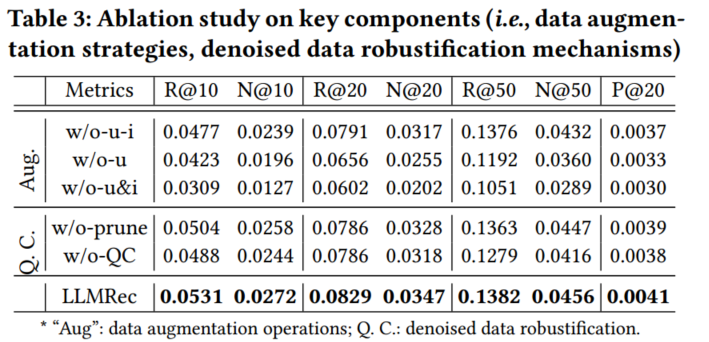 Table 3: Ablation study on key components (i.e., data augmen-
tation strategies, denoised data robustification mechanisms)
Metrics R@10 N@10 R@20 N@20 R@50 N@50 P@20
Aug.
w/o-u-i 0.0477 0.0239 0.0791 0.0317 0.1376 0.0432 0.0037
w/o-u 0.0423 0.0196 0.0656 0.0255 0.1192 0.0360 0.0033
w/o-u&i 0.0309 0.0127 0.0602 0.0202 0.1051 0.0289 0.0030
Q. C.
w/o-prune 0.0504 0.0258 0.0786 0.0328 0.1363 0.0447 0.0039
w/o-QC 0.0488 0.0244 0.0786 0.0318 0.1279 0.0416 0.0038
LLMRec 0.0531 0.0272 0.0829 0.0347 0.1382 0.0456 0.0041
* “Aug”: data augmentation operations; Q. C.: denoised data robustification.